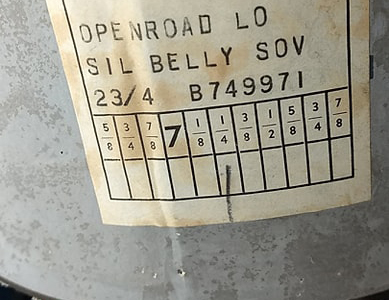 OPENROAD LO
SIL BELLY SOV
23/4 B749971
5/8 3/4 7/8 7 1/8 1/4 3/8 1/2 5/8 3/4 7/8